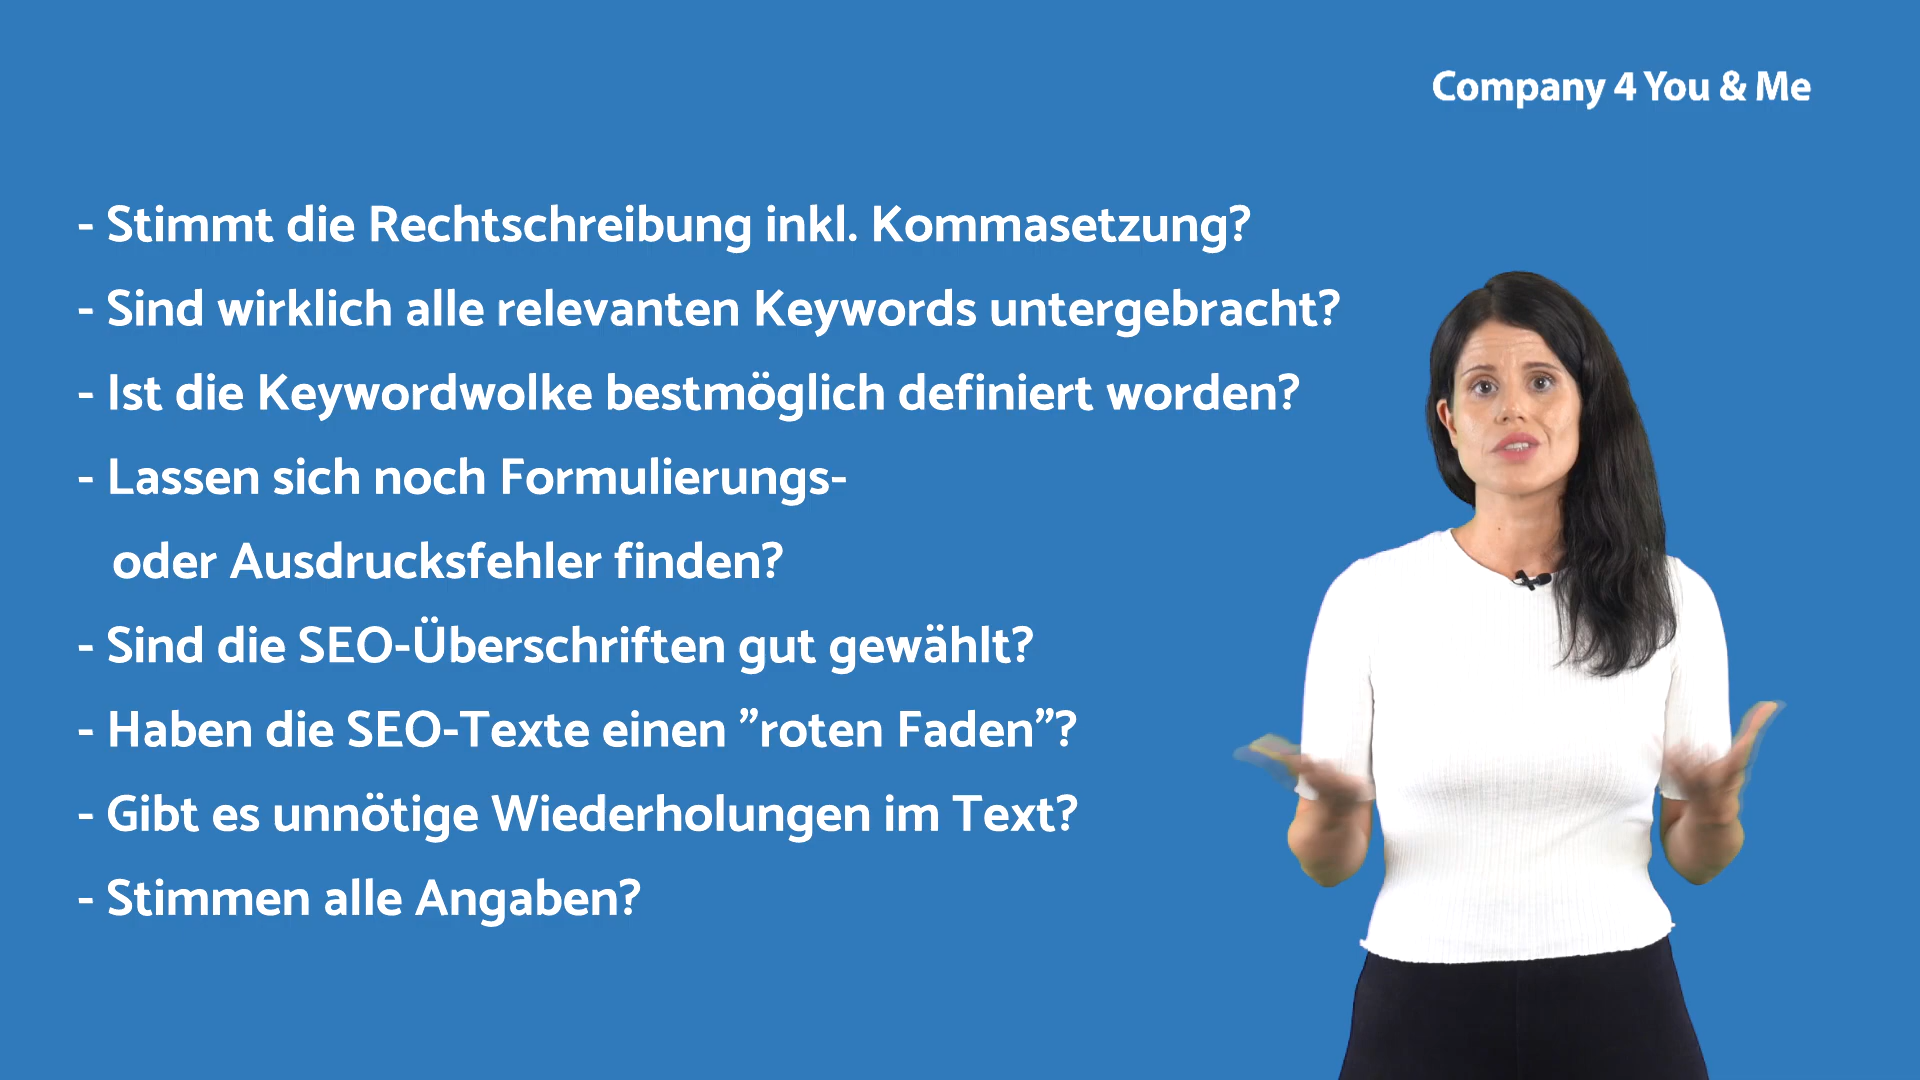 Company 4 You & Me
- Stimmt die Rechtschreibung inkl. Kommasetzung?
- Sind wirklich alle relevanten Keywords untergebracht?
- Ist die Keywordwolke bestmöglich definiert worden?
- Lassen sich noch Formulierungs-
oder Ausdrucksfehler finden?
- Sind die SEO-Überschriften gut gewählt?
- Haben die SEO-Texte einen ”roten Faden”?
- Gibt es unnötige Wiederholungen im Text?
- Stimmen alle Angaben?